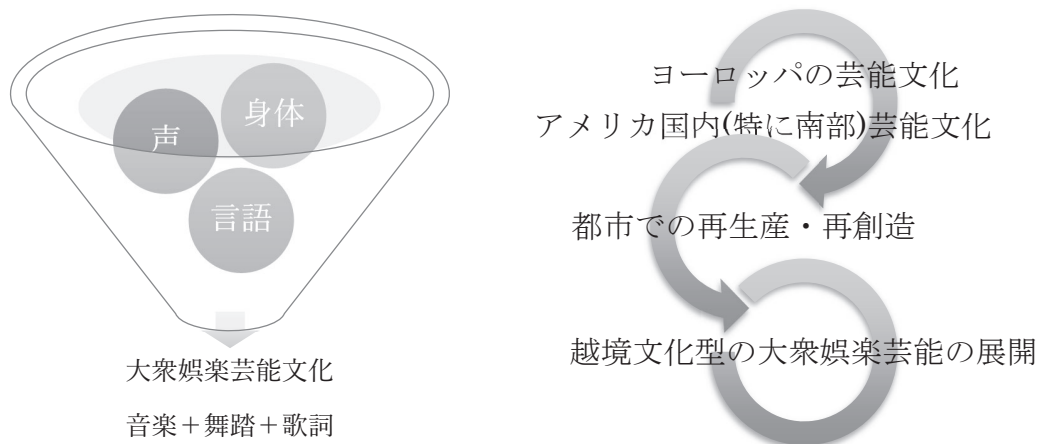 声
身体
言語
大衆娯楽芸能文化
音楽＋舞踏＋歌詞
ヨーロッパの芸能文化
アメリカ国内(特に南部)芸能文化
都市での再生産・再創造
越境文化型の大衆娯楽芸能の展開